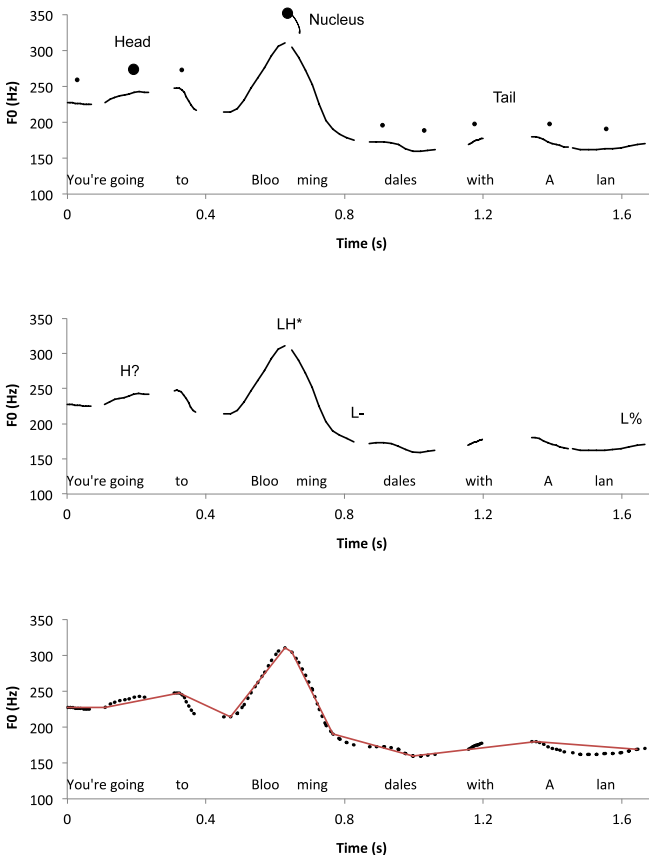 350
Nucleus
Head
300
250
Tail
F0 (Hz)
200
150
You're going to Bloo ming dales with A lan
100
0 0.4 0.8 1.2 1.6
Time (s)
350
LH*
300
H?
250
F0 (Hz)
L- L%
200
150
You're going to Bloo ming dales with A lan
100
0 0.4 0.8 1.2 1.6
Time (s)
350
300
250
F0 (Hz)
200
150
You're going to Bloo ming dales with A lan
100
0 0.4 0.8 1.2 1.6
Time (s)